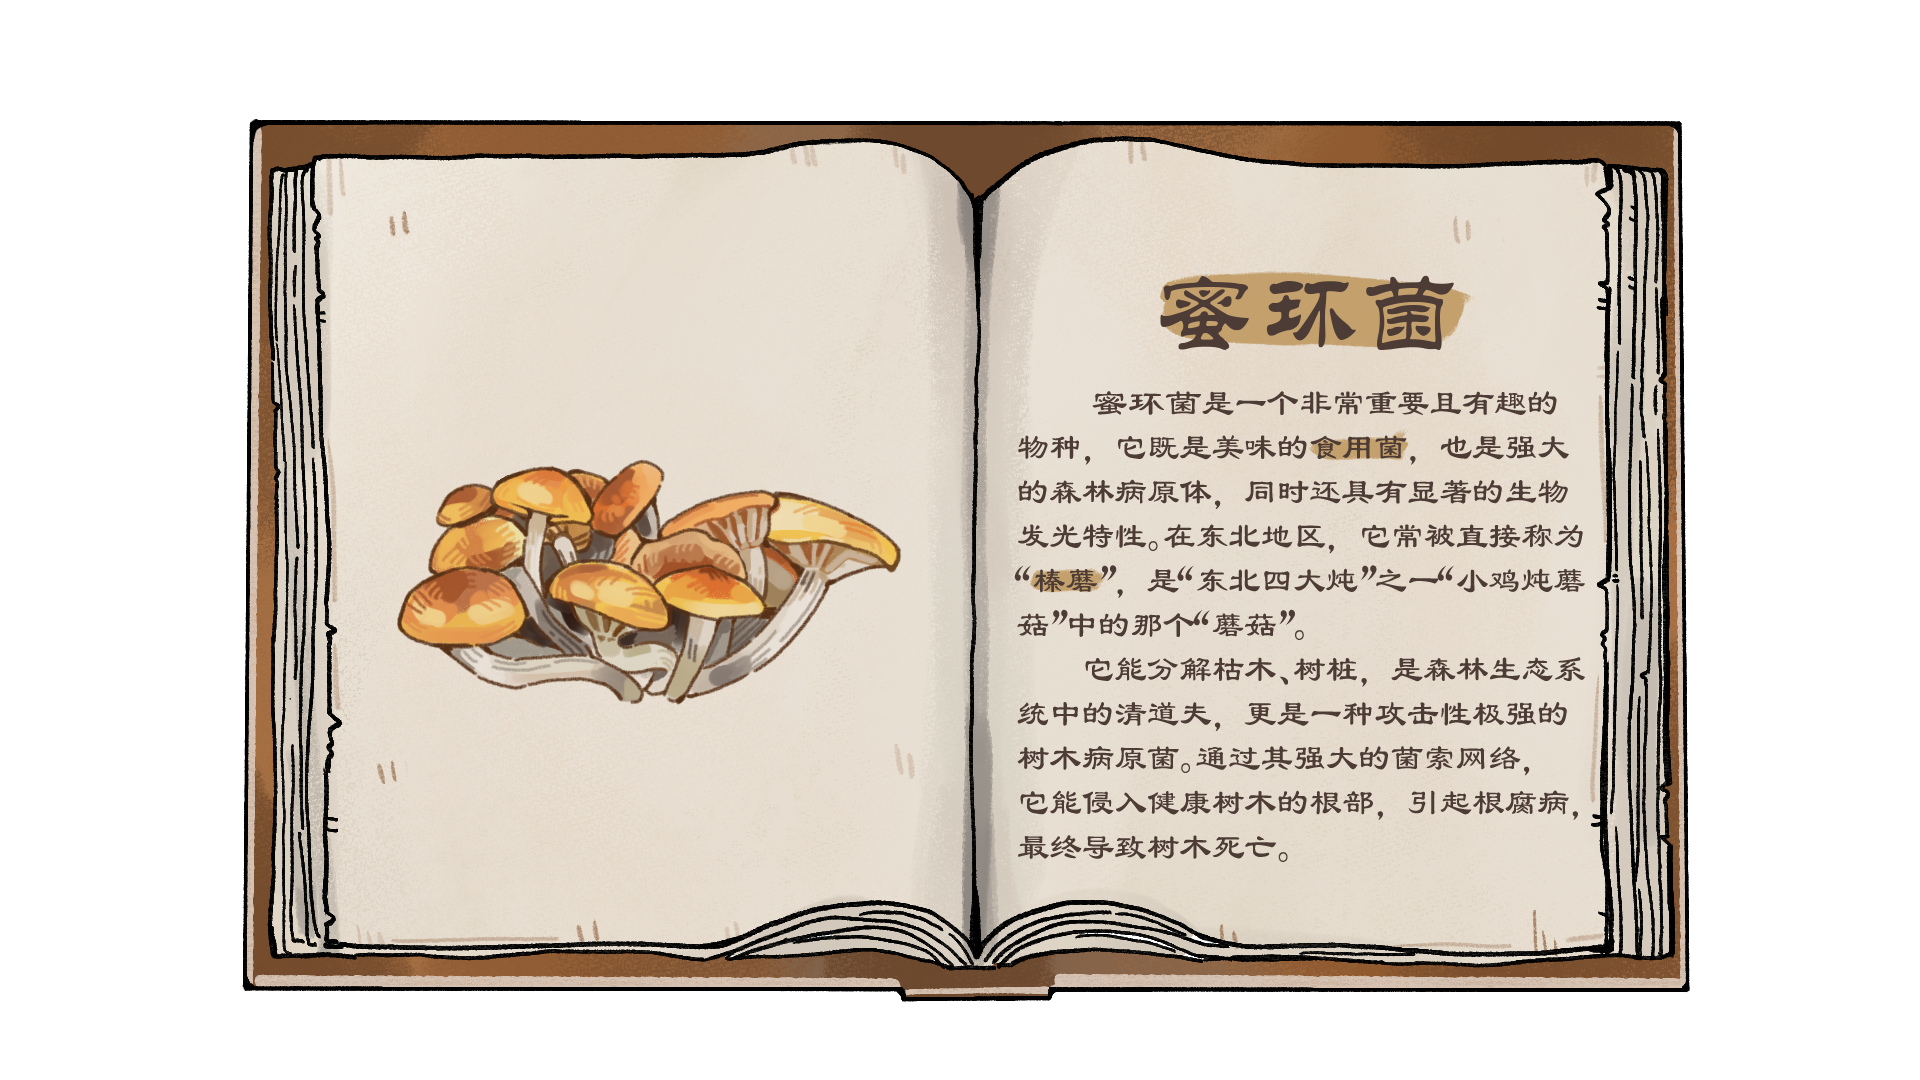 蜜环菌
蜜环菌是一个非常重要且有趣的
物种，它既是美味的食用菌，也是强大
的森林病原体，同时还具有显著的生物
发光特性。在东北地区，它常被直接称为
“榛蘑”，是“东北四大炖”之一“小鸡炖蘑
菇”中的那个“蘑菇”。
它能分解枯木、树桩，是森林生态系
统中的清道夫，更是一种攻击性极强的
树木病原菌。通过其强大的菌索网络，
它能侵入健康树木的根部，引起根腐病，
最终导致树木死亡。